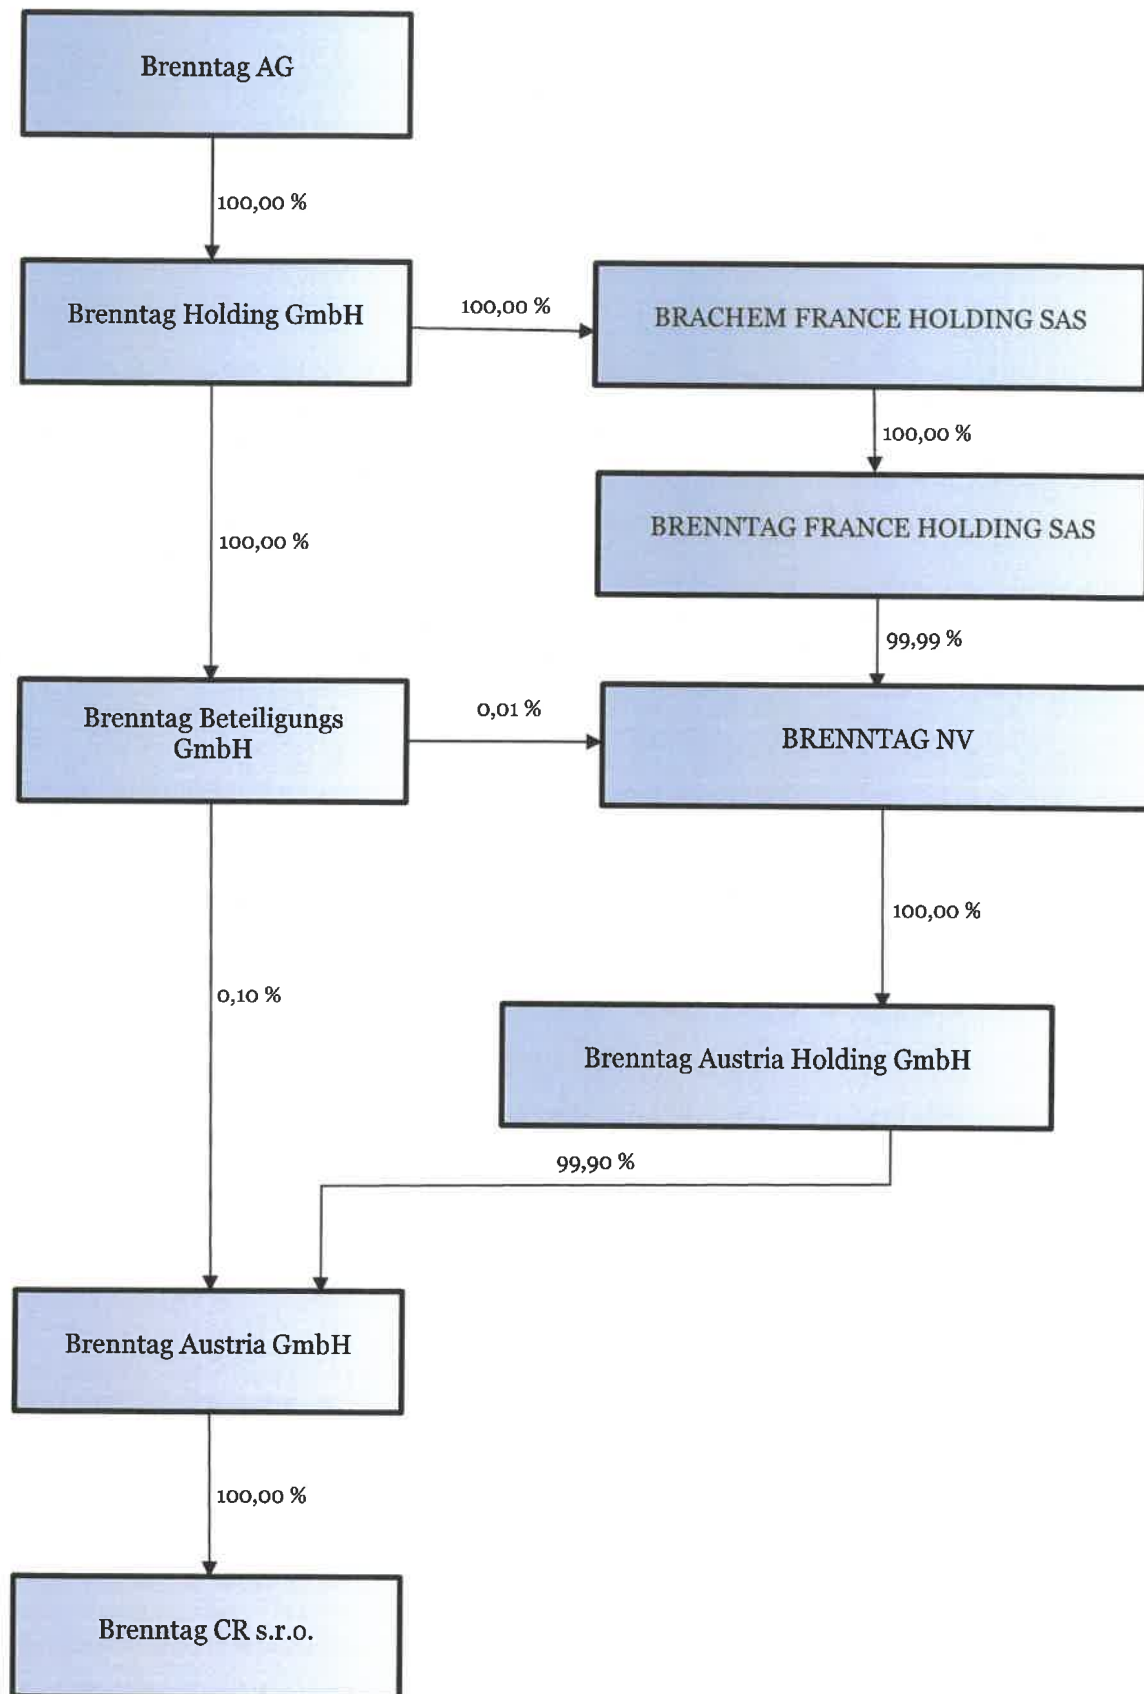 Brenntag AG
100,00 %
Brenntag Holding GmbH
100,00 %
BRACHEM FRANCE HOLDING SAS
100,00 %
BRENNTAG FRANCE HOLDING SAS
100,00 %
99,99 %
Brenntag Beteiligungs
GmbH
0,01 %
BRENNTAG NV
100,00 %
0,10 %
Brenntag Austria Holding GmbH
99,90 %
Brenntag Austria GmbH
100,00 %
Brenntag CR s.r.o.